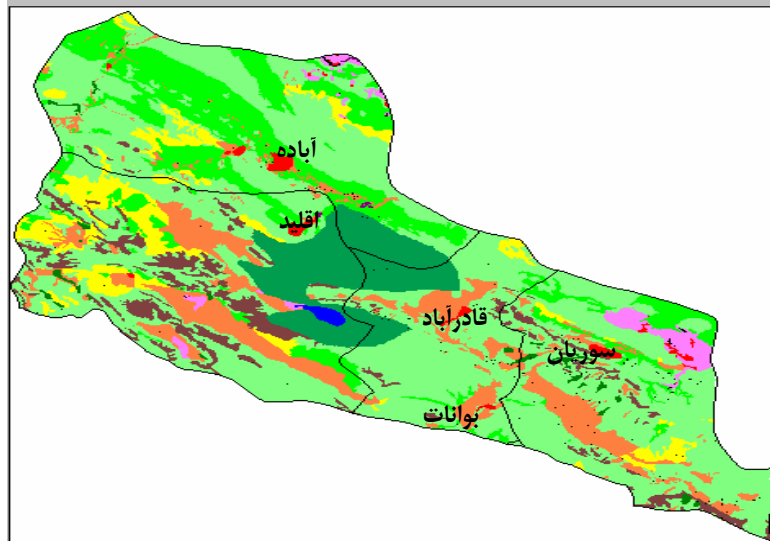 آباده
اقلید
قادرآباد
سوریان
بوانات